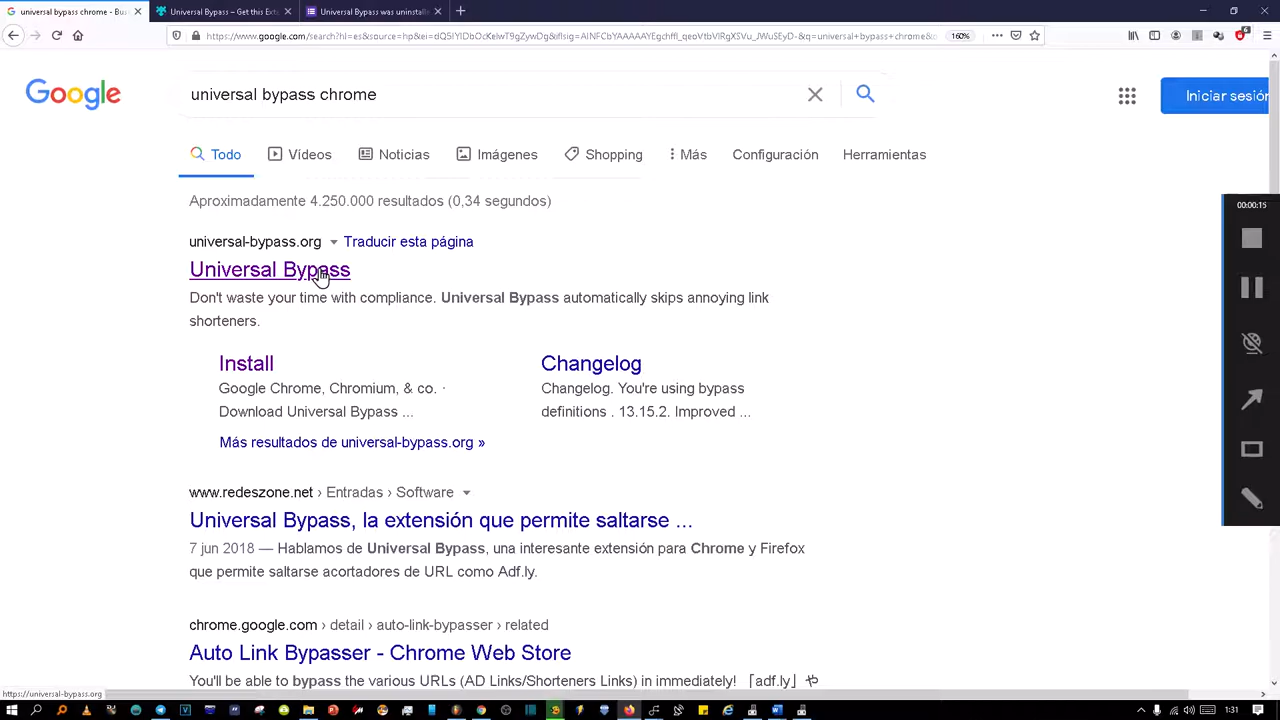 universal bypass chrome - Bus
Universal Bypass – Get this Ext
Universal Bypass was uninstall
160%
Google
universal bypass chrome
Iniciar sesión
Todo
Vídeos
Noticias
Imágenes
Shopping
Más
Configuración
Herramientas
Aproximadamente 4.250.000 resultados (0,34 segundos)
00:00:15
universal-bypass.org
Traducir esta página
Universal Bypass
Don't waste your time with compliance. Universal Bypass automatically skips annoying link
shorteners.
Install
Changelog
Google Chrome, Chromium, & co. ·
Changelog. You're using bypass
Download Universal Bypass ...
definitions . 13.15.2. Improved ...
Más resultados de universal-bypass.org »
www.redeszone.net › Entradas › Software
Universal Bypass, la extensión que permite saltarse ...
7 jun 2018 — Hablamos de Universal Bypass, una interesante extensión para Chrome y Firefox
que permite saltarse acortadores de URL como Adf.ly.
chrome.google.com › detail › auto-link-bypasser › related
Auto Link Bypasser - Chrome Web Store
You'll be able to bypass the various URLs (AD Links/Shorteners Links) in immediately! 「adf.ly」 や
https://universal-bypass.org
1:31